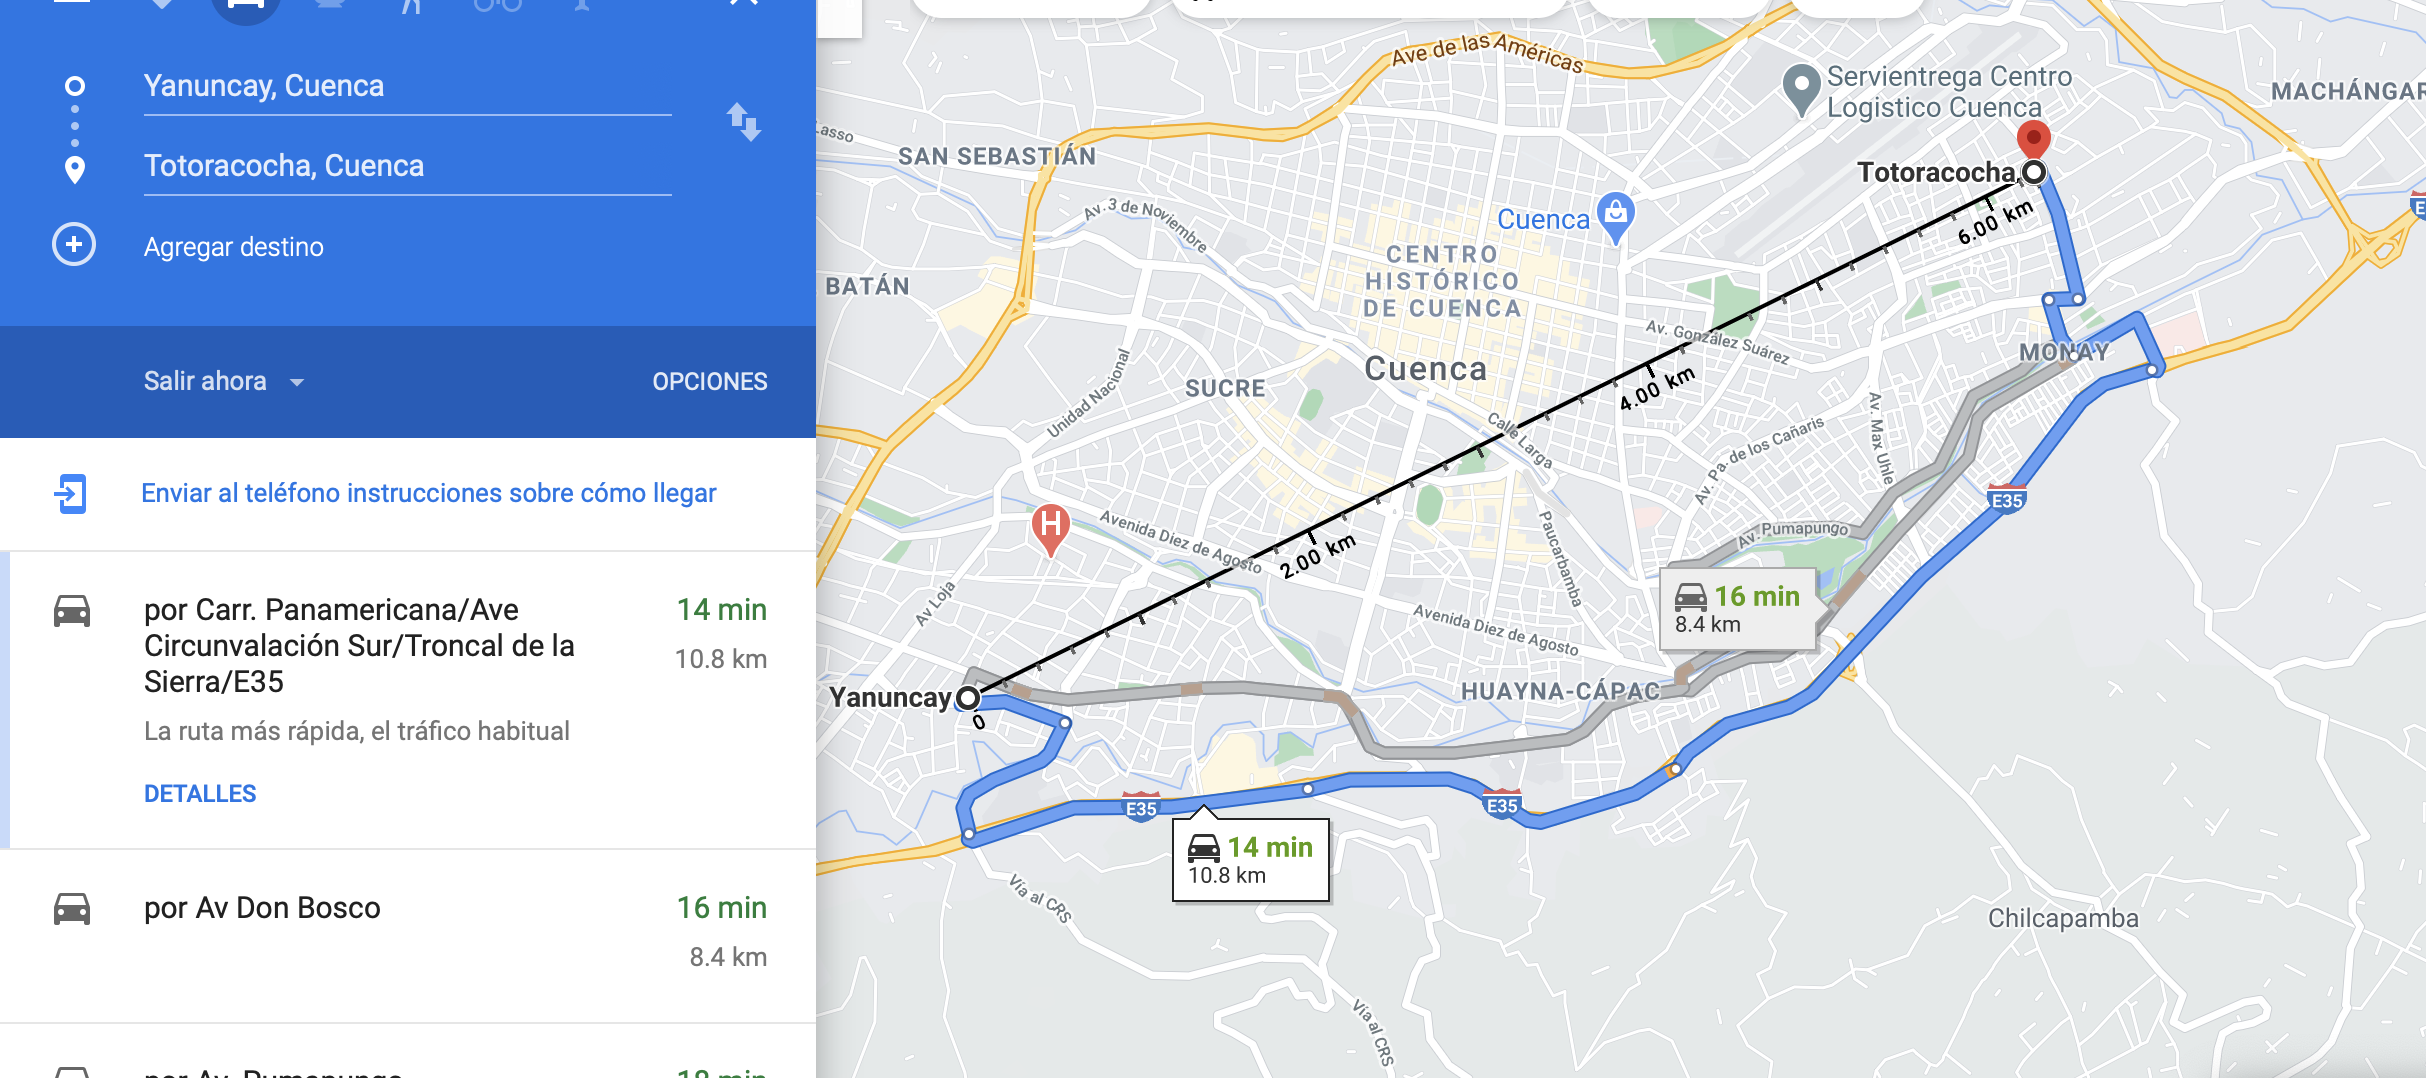 Yanuncay, Cuenca
Totoracocha, Cuenca
Agregar destino
Salir ahora
OPCIONES
Enviar al teléfono instrucciones sobre cómo llegar
por Carr. Panamericana/Ave
Circunvalación Sur/Troncal de la
Sierra/E35
14 min
10.8 km
La ruta más rápida, el tráfico habitual
DETALLES
por Av Don Bosco
16 min
8.4 km
por Av. Pumapungo
18 min
Ave de las Américas
Servientrega Centro
Logistico Cuenca
MACHÁNGAR
Lasso
SAN SEBASTIÁN
Totoracocha
Av. 3 de Noviembre
Cuenca
6.00 km
CENTRO
HISTÓRICO
DE CUENCA
BATÁN
Av. González Suárez
MONAY
Cuenca
SUCRE
Unidad Nacional
4.00 km
Calle Larga
Av. Pa. de los Cañaris
Av. Max Uhle
E35
H
Avenida Diez de Agosto
2.00 km
Paucarbamba
Av. Pumapungo
Av Loja
16 min
8.4 km
Avenida Diez de Agosto
Yanuncay
0
HUAYNA-CÁPAC
E35
E35
14 min
10.8 km
Vía al CRS
Chilcapamba
Vía al CRS